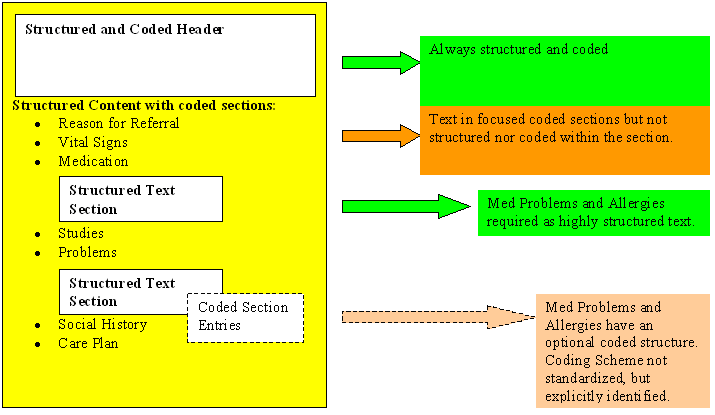 Structured and Coded Header
Structured Content with coded sections:
• Reason for Referral
• Vital Signs
• Medication
Structured Text
Section
• Studies
• Problems
Structured Text
Section
Coded Section
Entries
• Social History
• Care Plan
Always structured and coded
Text in focused coded sections but not
structured nor coded within the section.
Med Problems and Allergies
required as highly structured text.
Med Problems and
Allergies have an
optional coded structure.
Coding Scheme not
standardized, but
explicitly identified.